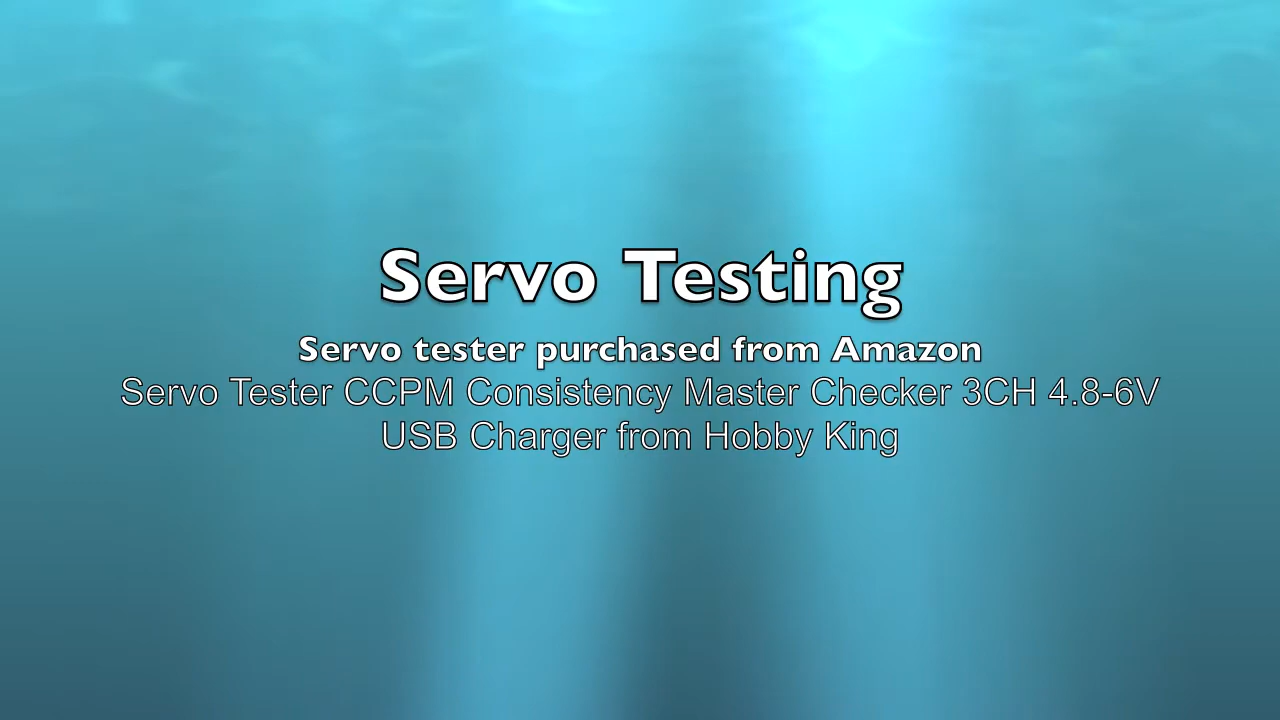 Servo Testing
Servo tester purchased from Amazon
Servo Tester CCPM Consistency Master Checker 3CH 4.8-6V
USB Charger from Hobby King